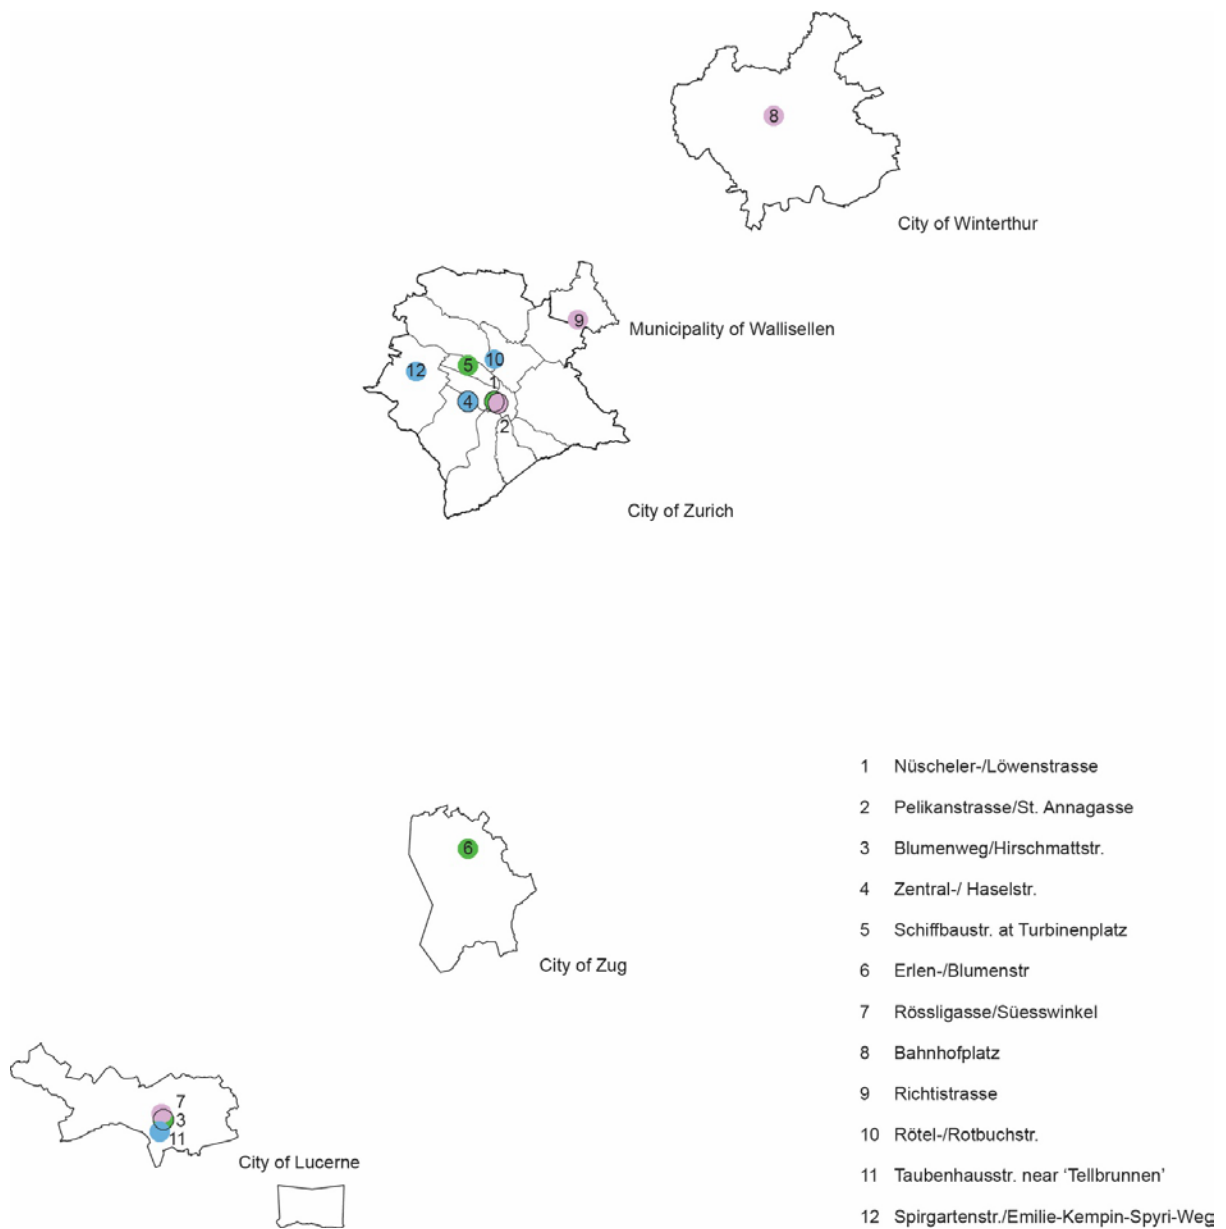 8
City of Winterthur
9
Municipality of Wallisellen
10
5
12
1
4
2
City of Zurich
1 Nüscheler-/Löwenstrasse
2 Pelikanstrasse/St. Annagasse
3 Blumenweg/Hirschmattstr.
4 Zentral-/ Haselstr.
5 Schiffbaustr. at Turbinenplatz
6 Erlen-/Blumenstr
7 Rössligasse/Süesswinkel
8 Bahnhofplatz
9 Richtistrasse
10 Rötel-/Rotbuchstr.
11 Taubenhausstr. near ‘Tellbrunnen’
12 Spirgartenstr./Emilie-Kempin-Spyri-Weg
6
City of Zug
7
3
11
City of Lucerne